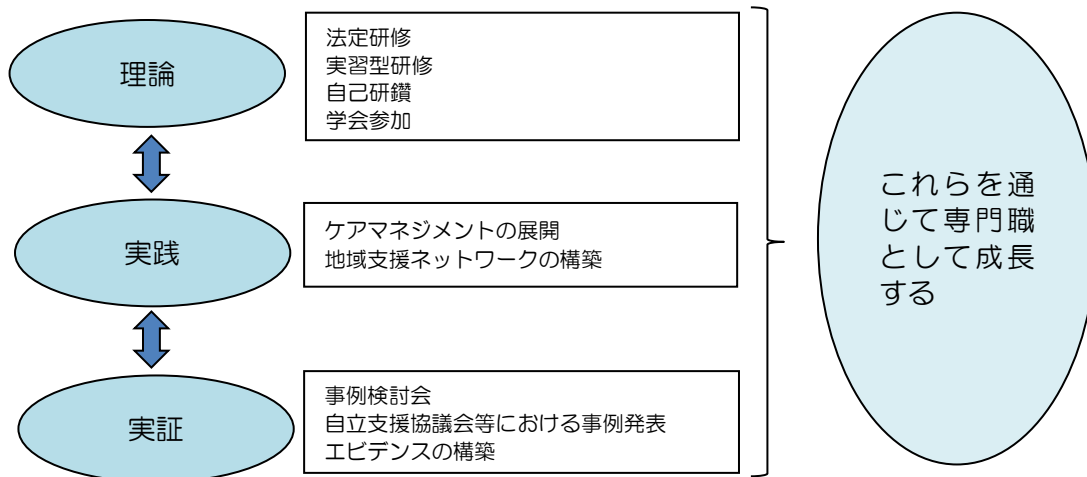 理論
法定研修
実習型研修
自己研鑽
学会参加
実践
ケアマネジメントの展開
地域支援ネットワークの構築
実証
事例検討会
自立支援協議会等における事例発表
エビデンスの構築
これらを通
じて専門職
として成長
する